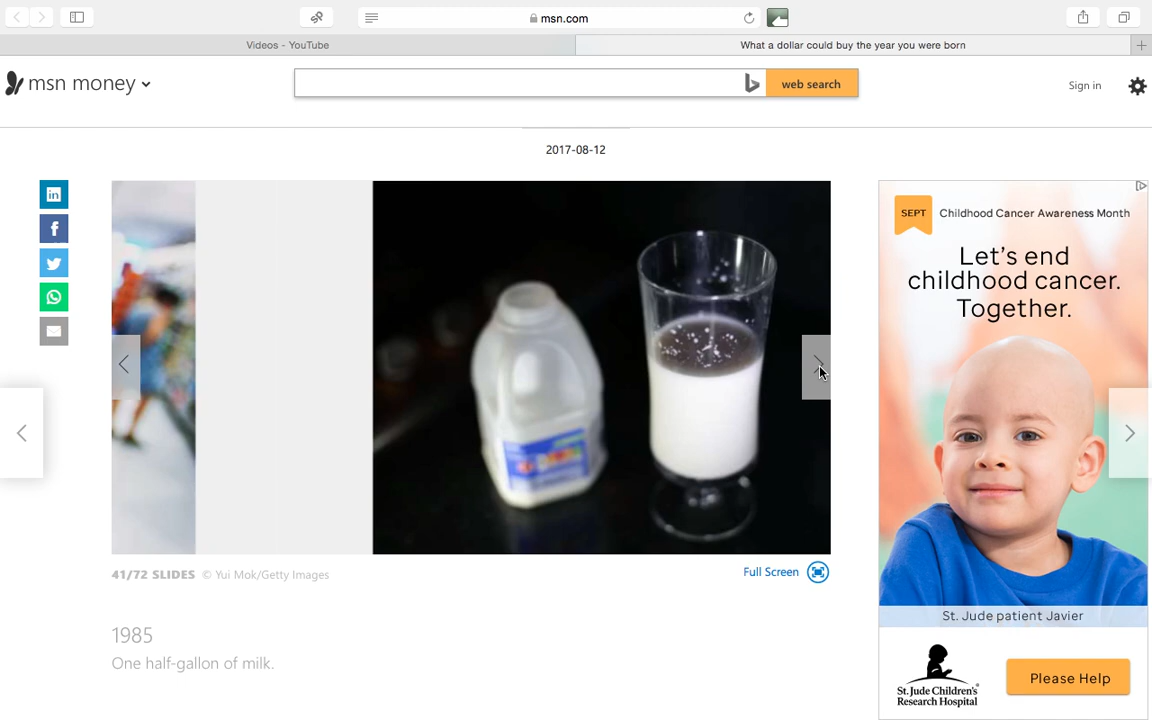 msn.com
Videos - YouTube
What a dollar could buy the year you were born
msn money
web search
Sign in
2017-08-12
in
f
SEPT
Childhood Cancer Awareness Month
Let's end
childhood cancer.
Together.
41/72 SLIDES © Yui Mok/Getty Images
Full Screen
St. Jude patient Javier
1985
One half-gallon of milk.
St. Jude Children's
Research Hospital
Please Help